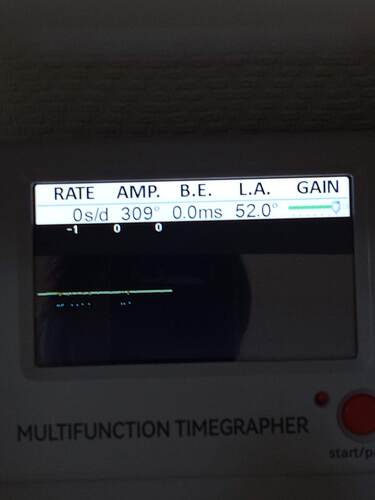 RATE AMP. B.E. L.A. GAIN
0s/d 309° 0.0ms 52.0°
-1 0 0
MULTIFUNCTION TIMEGRAPHER
start/p